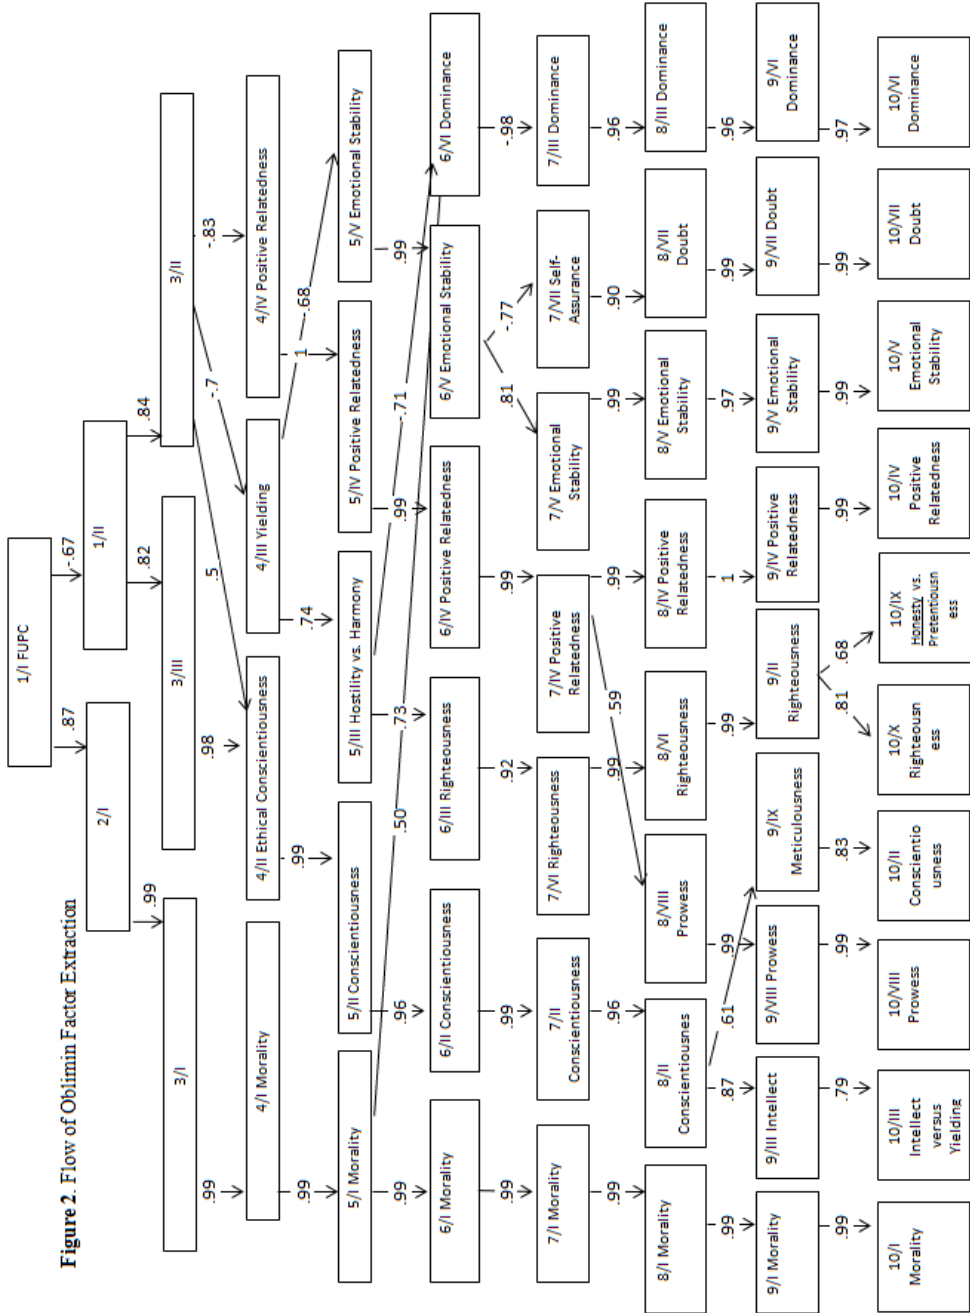 Figure 2. Flow of Oblimin Factor Extraction
1/I FUPC
.87
-.67
2/I
1/II
.99
.82
.84
3/I
3/III
3/II
.99
.98
.5
-.7
-.83
4/I Morality
4/II Ethical Conscientiousness
4/III Yielding
4/IV Positive Relatedness
.99
.99
.74
1
-.68
5/I Morality
5/II Conscientiousness
5/III Hostility vs. Harmony
5/IV Positive Relatedness
5/V Emotional Stability
.99
.96
.50
.73
.99
-.71
.99
6/I Morality
6/II Conscientiousness
6/III Righteousness
6/IV Positive Relatedness
6/V Emotional Stability
6/VI Dominance
.99
.99
.92
.99
.81
-.77
-.98
7/I Morality
7/II
Conscientiousness
7/VI Righteousness
7/IV Positive
Relatedness
7/V Emotional
Stability
7/VII Self-
Assurance
7/III Dominance
.99
.96
.99
.59
.99
.99
.90
.96
8/I Morality
8/II
Conscientiousnes
8/VIII
Prowess
8/VI
Righteousness
8/IV Positive
Relatedness
8/V Emotional
Stability
8/VII
Doubt
8/III Dominance
.99
.87
.61
.99
.99
1
.97
.99
.96
9/I Morality
9/III Intellect
9/VIII Prowess
9/IX
Meticulousness
9/II
Righteousness
9/IV Positive
Relatedness
9/V Emotional
Stability
9/VII Doubt
9/VI
Dominance
.99
.79
.99
.83
.81
.68
.99
.99
.99
.97
10/I
Morality
10/III
Intellect
versus
Yielding
10/VIII
Prowess
10/II
Conscientio
usness
10/X
Righteousn
ess
10/IX
Honesty vs.
Pretentiousn
ess
10/IV
Positive
Relatedness
10/V
Emotional
Stability
10/VII
Doubt
10/VI
Dominance